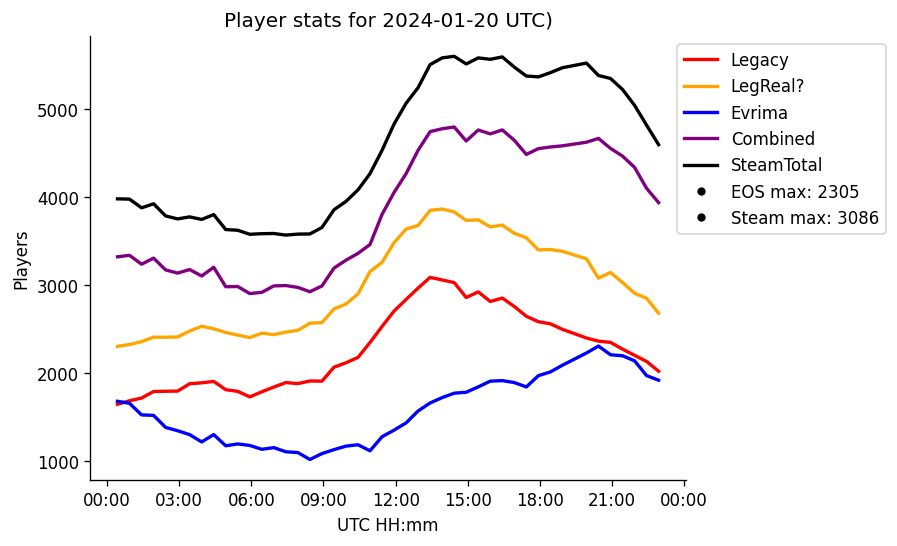 Player stats for 2024-01-20 UTC)
Legacy
LegReal?
Evrima
Combined
SteamTotal
EOS max: 2305
Steam max: 3086
Players
5000
4000
3000
2000
1000
00:00 03:00 06:00 09:00 12:00 15:00 18:00 21:00 00:00
UTC HH:mm